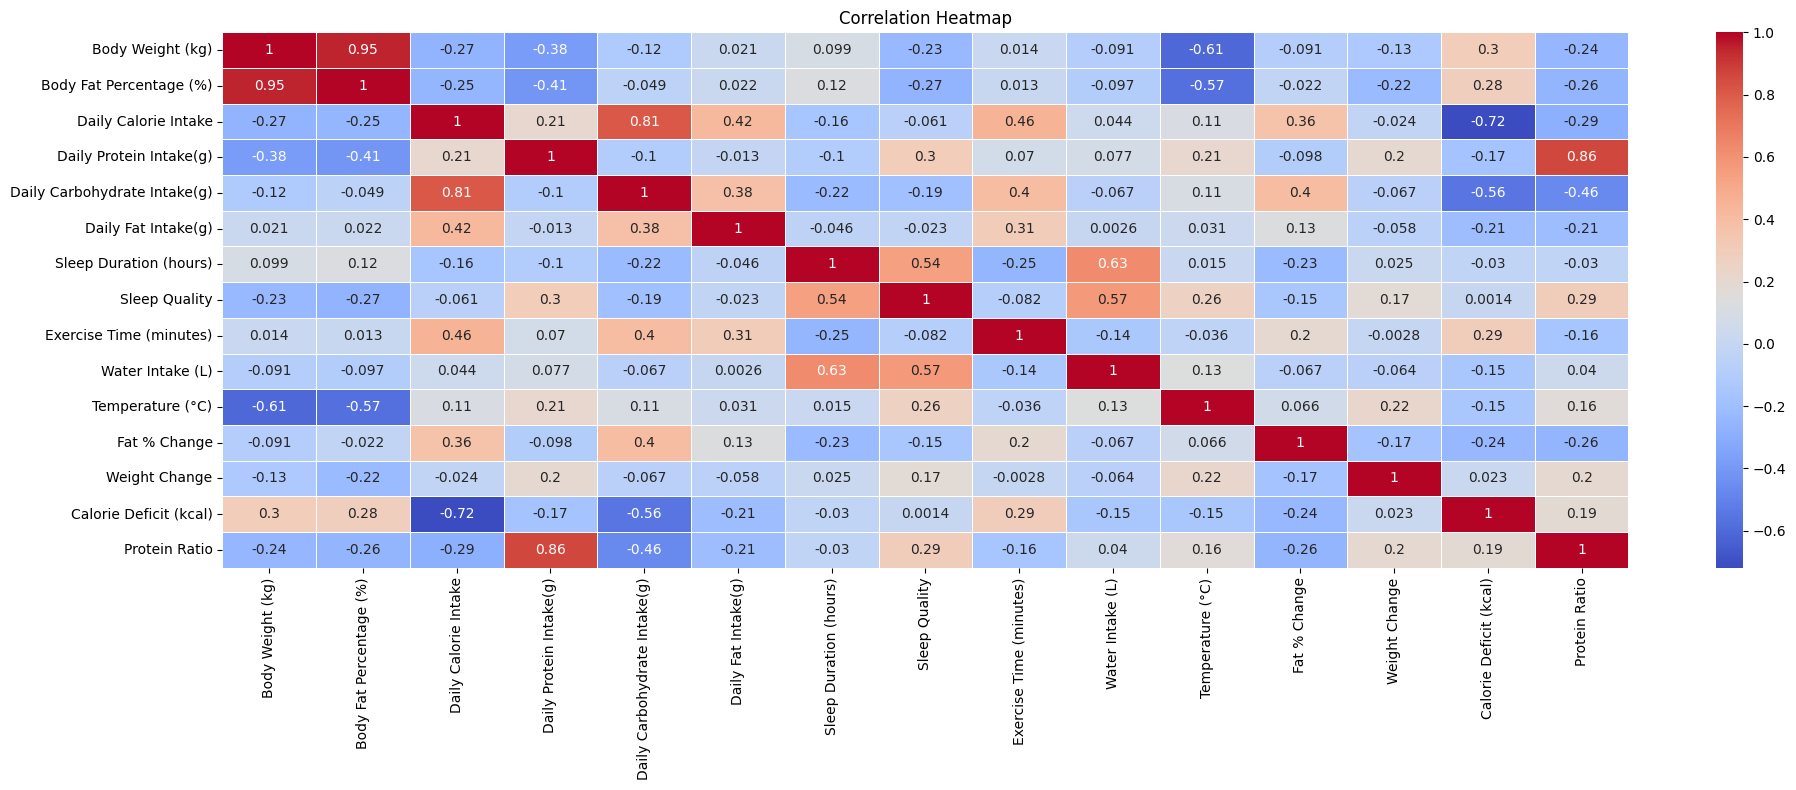 Correlation Heatmap
Body Weight (kg) 1 0.95 -0.27 -0.38 -0.12 0.021 0.099 -0.23 0.014 -0.091 -0.61 -0.091 -0.13 0.3 -0.24
Body Fat Percentage (%) 0.95 1 -0.25 -0.41 -0.049 0.022 0.12 -0.27 0.013 -0.097 -0.57 -0.022 -0.22 0.28 -0.26
Daily Calorie Intake -0.27 -0.25 1 0.21 0.81 0.42 -0.16 -0.061 0.46 0.044 0.11 0.36 -0.024 -0.72 -0.29
Daily Protein Intake(g) -0.38 -0.41 0.21 1 -0.1 -0.013 -0.1 0.3 0.07 0.077 0.21 -0.098 0.2 -0.17 0.86
Daily Carbohydrate Intake(g) -0.12 -0.049 0.81 -0.1 1 0.38 -0.22 -0.19 0.4 -0.067 0.11 0.4 -0.067 -0.56 -0.46
Daily Fat Intake(g) 0.021 0.022 0.42 -0.013 0.38 1 -0.046 -0.023 0.31 0.0026 0.031 0.13 -0.058 -0.21 -0.21
Sleep Duration (hours) 0.099 0.12 -0.16 -0.1 -0.22 -0.046 1 0.54 -0.25 0.63 0.015 -0.23 0.025 -0.03 -0.03
Sleep Quality -0.23 -0.27 -0.061 0.3 -0.19 -0.023 0.54 1 -0.082 0.57 0.26 -0.15 0.17 0.0014 0.29
Exercise Time (minutes) 0.014 0.013 0.46 0.07 0.4 0.31 -0.25 -0.082 1 -0.14 -0.036 0.2 -0.0028 0.29 -0.16
Water Intake (L) -0.091 -0.097 0.044 0.077 -0.067 0.0026 0.63 0.57 -0.14 1 0.13 -0.067 -0.064 -0.15 0.04
Temperature (°C) -0.61 -0.57 0.11 0.21 0.11 0.031 0.015 0.26 -0.036 0.13 1 0.066 0.22 -0.15 0.16
Fat % Change -0.091 -0.022 0.36 -0.098 0.4 0.13 -0.23 -0.15 0.2 -0.067 0.066 1 -0.17 -0.24 -0.26
Weight Change -0.13 -0.22 -0.024 0.2 -0.067 -0.058 0.025 0.17 -0.0028 -0.064 0.22 -0.17 1 0.023 0.2
Calorie Deficit (kcal) 0.3 0.28 -0.72 -0.17 -0.56 -0.21 -0.03 0.0014 0.29 -0.15 -0.15 -0.24 0.023 1 0.19
Protein Ratio -0.24 -0.26 -0.29 0.86 -0.46 -0.21 -0.03 0.29 -0.16 0.04 0.16 -0.26 0.2 0.19 1
Body Weight (kg)
Body Fat Percentage (%)
Daily Calorie Intake
Daily Protein Intake(g)
Daily Carbohydrate Intake(g)
Daily Fat Intake(g)
Sleep Duration (hours)
Sleep Quality
Exercise Time (minutes)
Water Intake (L)
Temperature (°C)
Fat % Change
Weight Change
Calorie Deficit (kcal)
Protein Ratio
1.0
0.8
0.6
0.4
0.2
0.0
−0.2
−0.4
−0.6